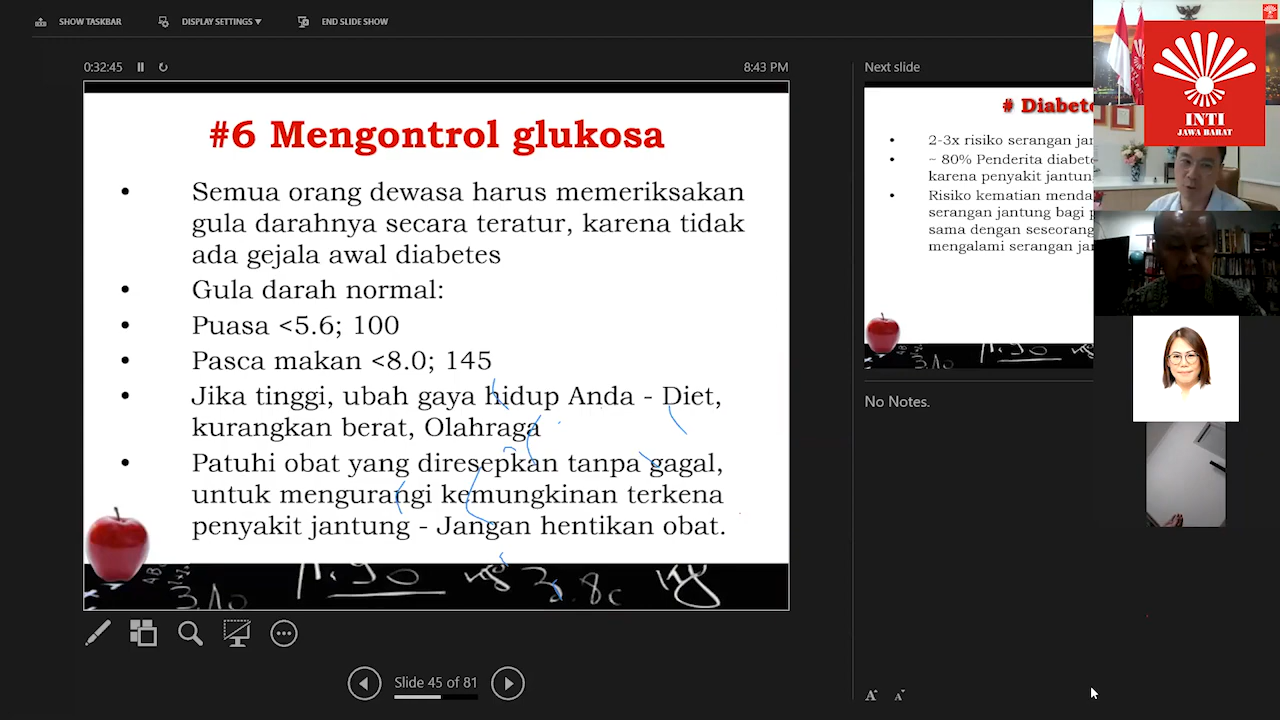 SHOW TASKBAR
DISPLAY SETTINGS ▼
END SLIDE SHOW
0:32:45
8:43 PM
#6 Mengontrol glukosa
• Semua orang dewasa harus memeriksakan
gula darahnya secara teratur, karena tidak
ada gejala awal diabetes
• Gula darah normal:
• Puasa <5.6; 100
• Pasca makan <8.0; 145
• Jika tinggi, ubah gaya hidup Anda - Diet,
kurangkan berat, Olahraga
• Patuhi obat yang diresepkan tanpa gagal,
untuk mengurangi kemungkinan terkena
penyakit jantung - Jangan hentikan obat.
Slide 45 of 81
Next slide
# Diabete
• 2-3x risiko serangan jan
• ~ 80% Penderita diabete
karena penyakit jantun
• Risiko kematian menda
serangan jantung bagi p
sama dengan seseorang
mengalami serangan jan
No Notes.
INTI
JAWA BARAT